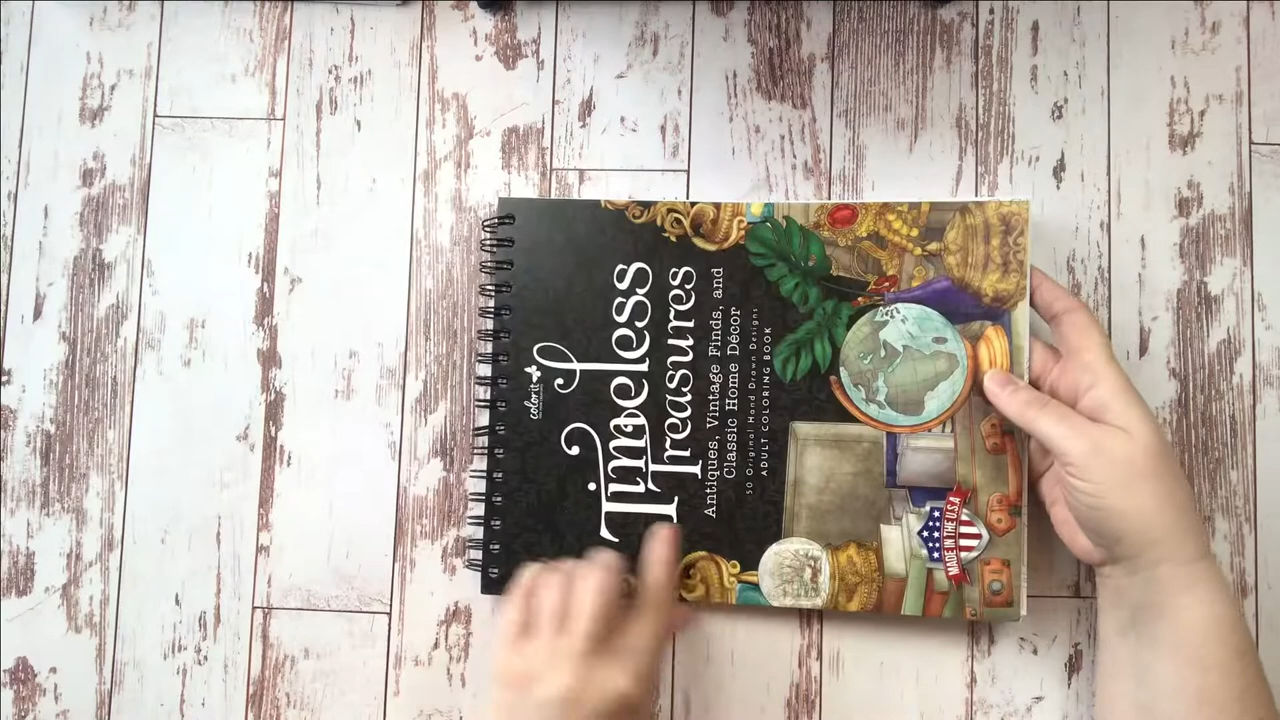 colorit
Timeless
Treasures
Antiques, Vintage Finds, and
Classic Home Décor
50 Original Hand Drawn Designs
ADULT COLORING BOOK
MADE IN THE U.S.A